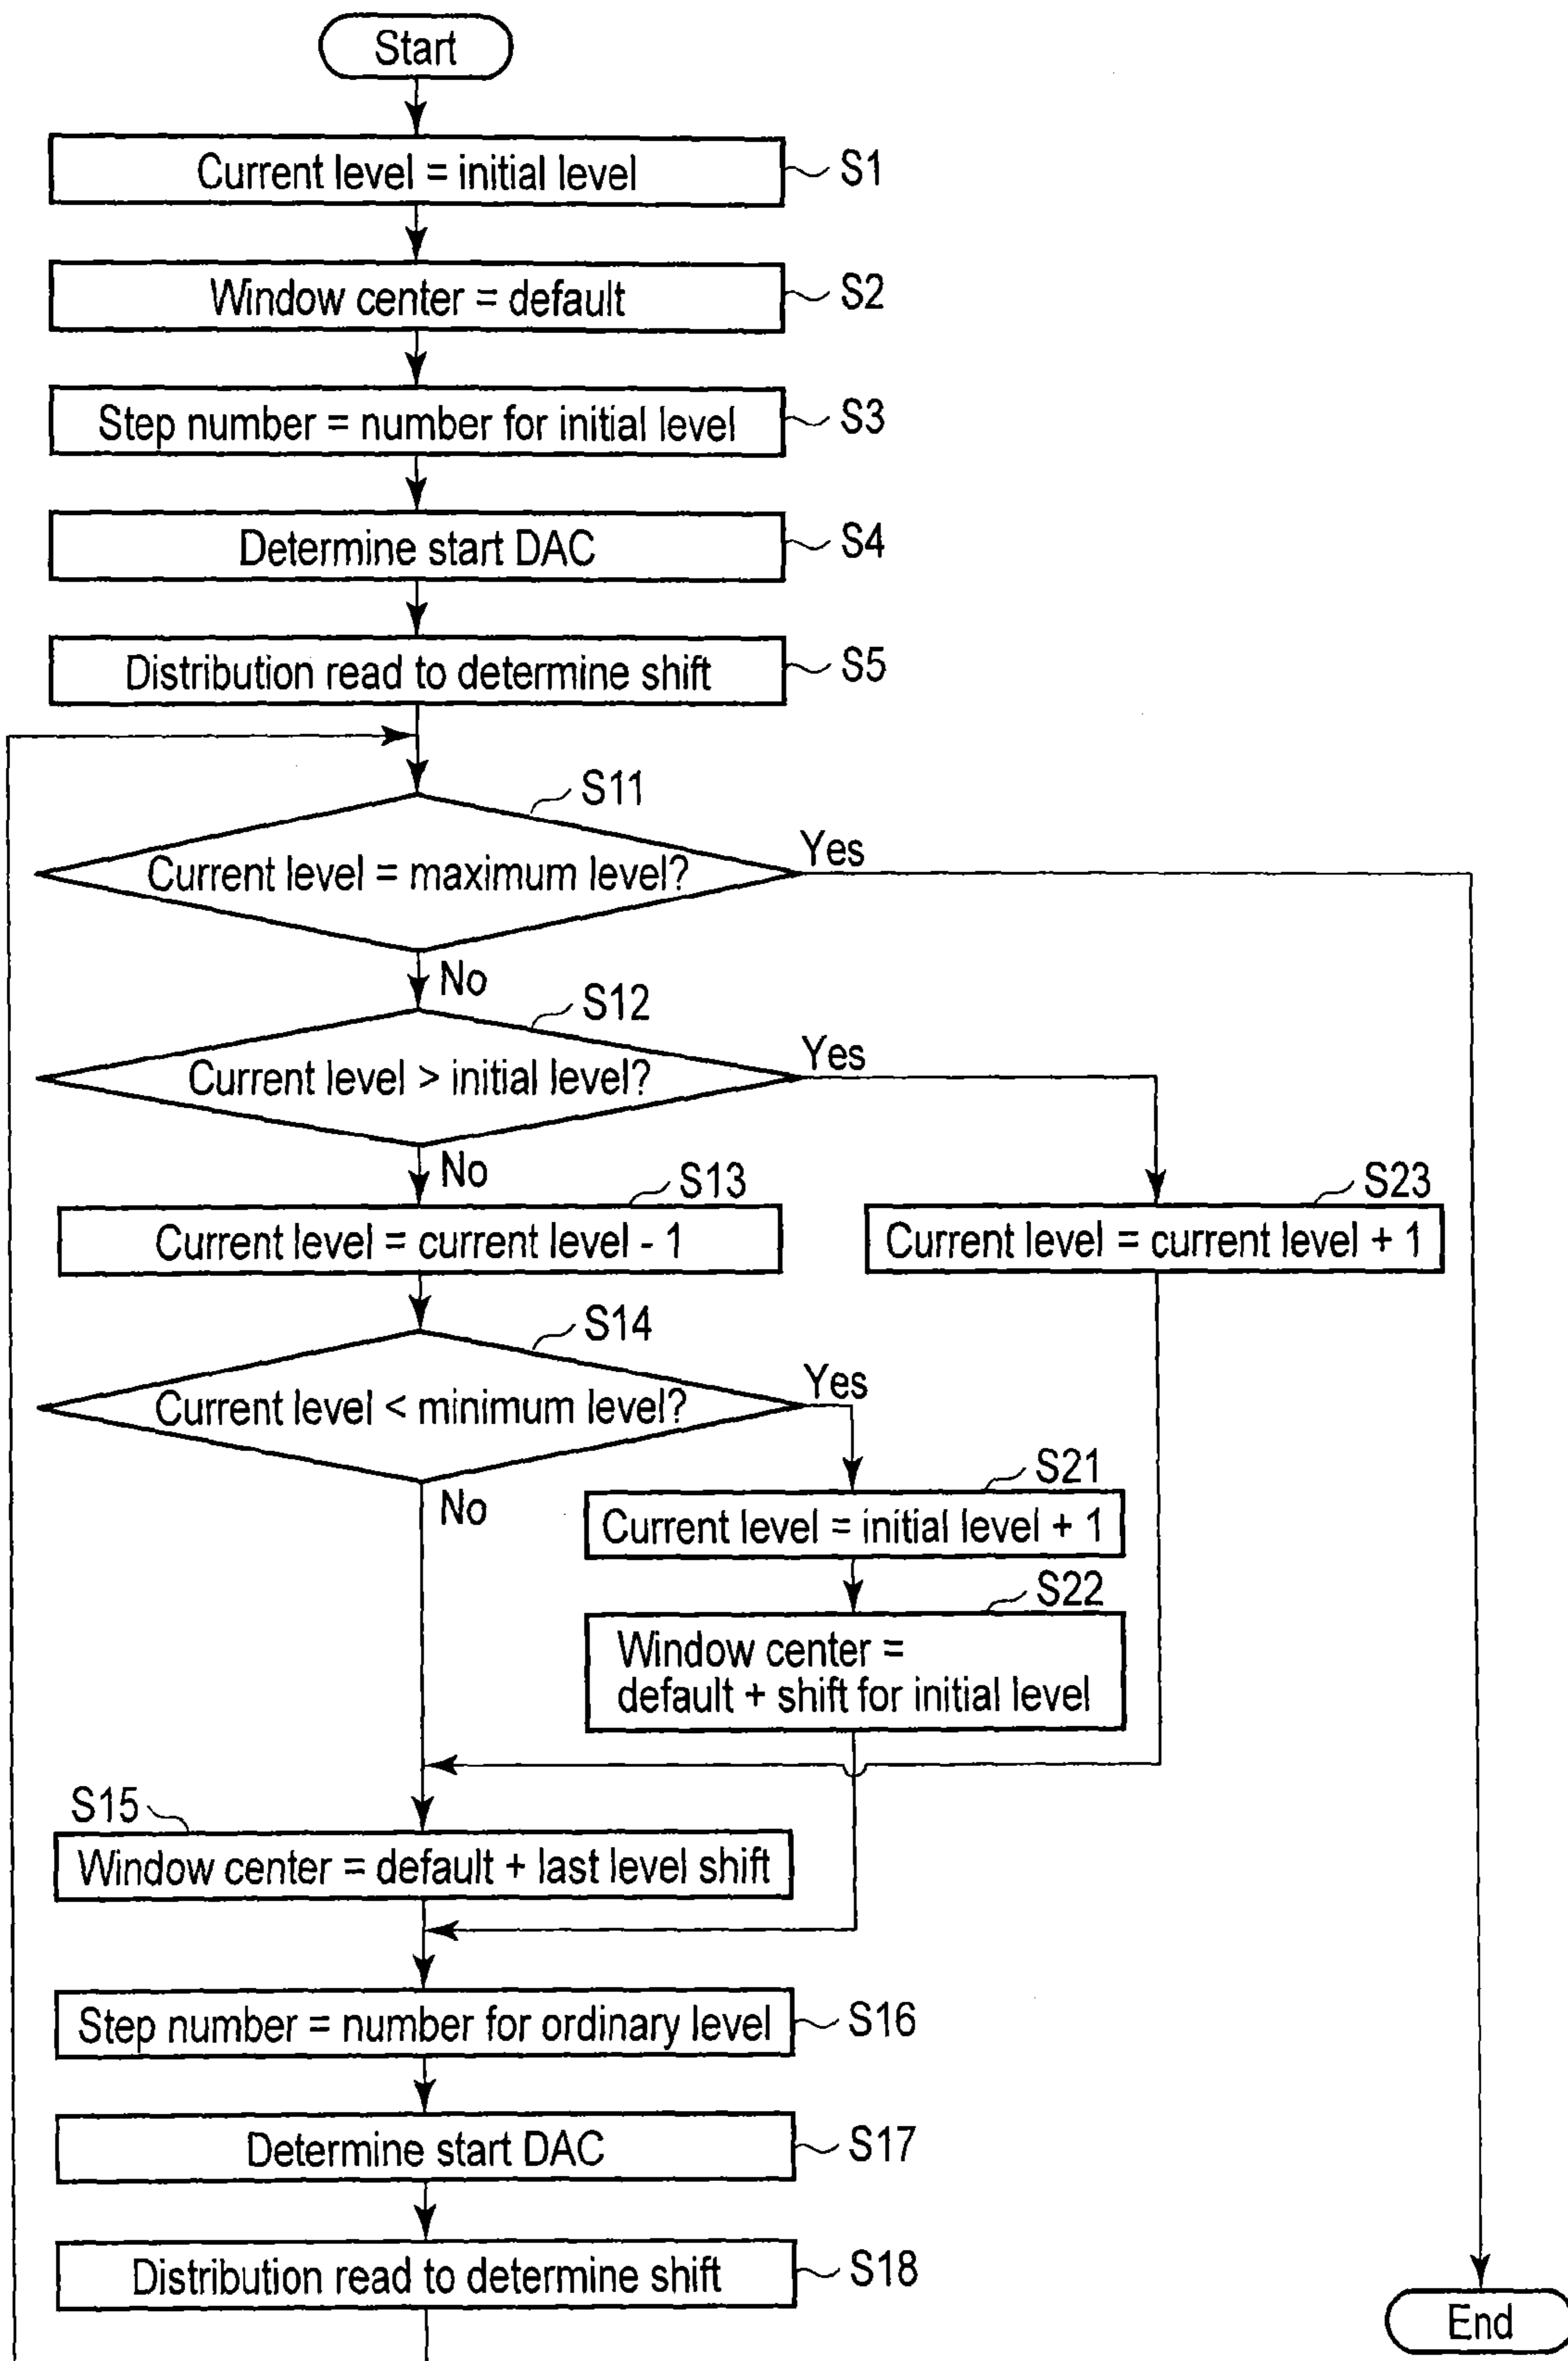 Start
Current level = initial level
S1
Window center = default
S2
Step number = number for initial level
S3
Determine start DAC
S4
Distribution read to determine shift
S5
S11
Current level = maximum level?
Yes
No
S12
Current level > initial level?
Yes
No
S13
Current level = current level - 1
S23
Current level = current level + 1
S14
Current level < minimum level?
Yes
No
S21
Current level = initial level + 1
S22
Window center =
default + shift for initial level
S15
Window center = default + last level shift
Step number = number for ordinary level
S16
Determine start DAC
S17
Distribution read to determine shift
S18
End